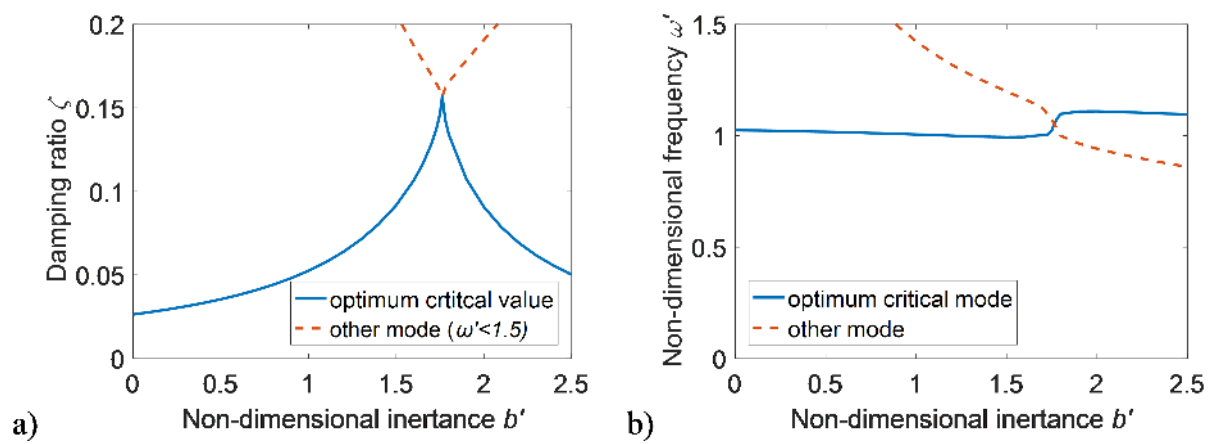 0.2
0.15
0.1
0.05
0
Damping ratio ζ
optimum crtitcal value
other mode (ω'<1.5)
0 0.5 1 1.5 2 2.5
Non-dimensional inertance b'
a)
1.5
1
0.5
0
Non-dimensional frequency ω'
optimum critical mode
other mode
0 0.5 1 1.5 2 2.5
Non-dimensional inertance b'
b)